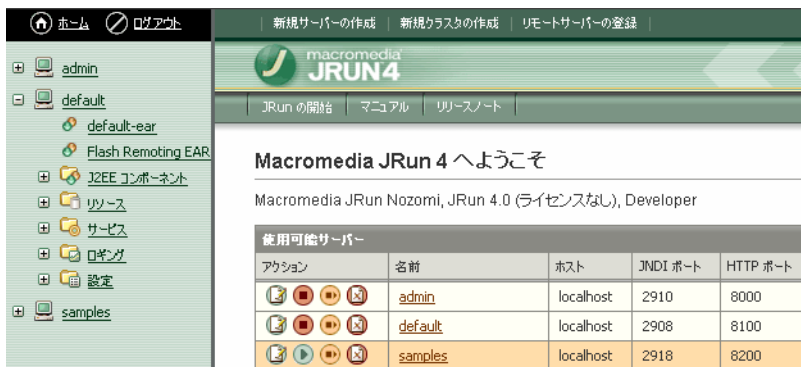 ホーム ログアウト
新規サーバーの作成 | 新規クラスタの作成 | リモートサーバーの登録
admin
default
default-ear
Flash Remoting EAR
J2EE コンポーネント
リソース
サービス
ロギング
設定
samples
macromedia
JRUN4
JRun の開始 | マニュアル | リリースノート
Macromedia JRun 4 へようこそ
Macromedia JRun Nozomi, JRun 4.0 (ライセンスなし), Developer
使用可能サーバー
アクション 名前 ホスト JNDI ポート HTTP ポート
admin localhost 2910 8000
default localhost 2908 8100
samples localhost 2918 8200